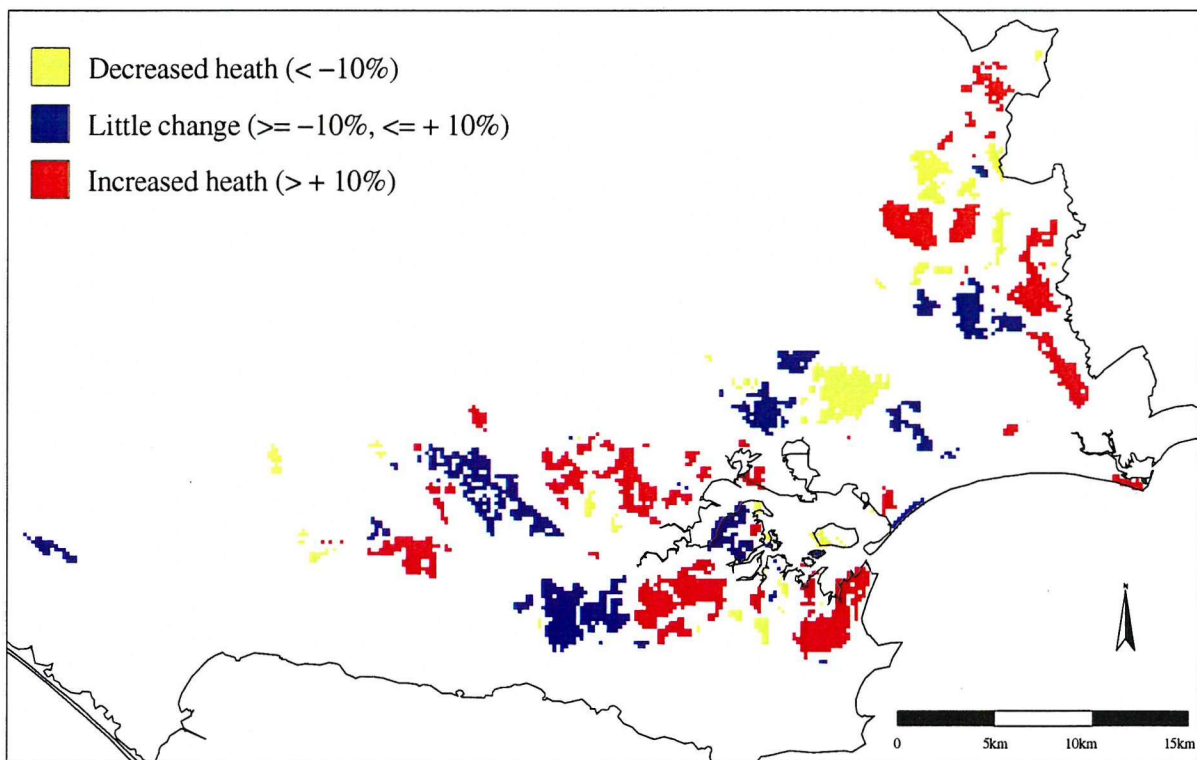 Decreased heath (< −10%)
Little change (>= −10%, <= + 10%)
Increased heath (> + 10%)
N
0 5km 10km 15km